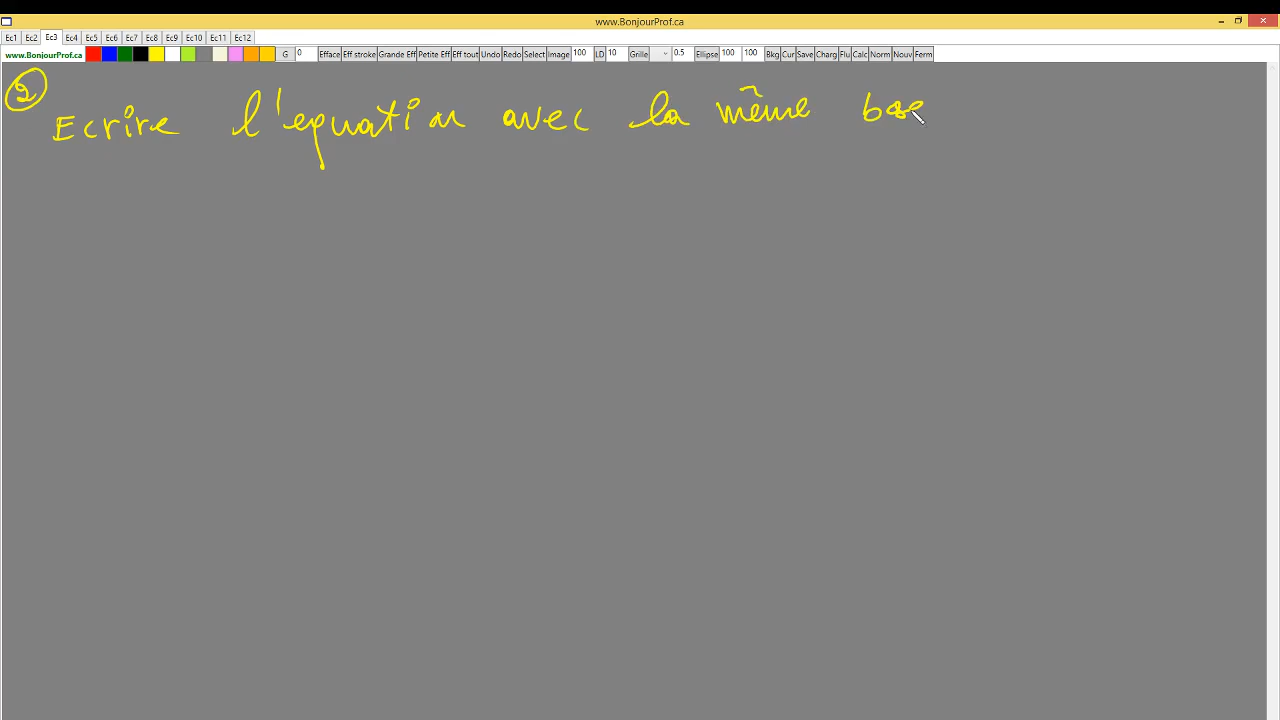 www.BonjourProf.ca
Ec1 Ec2 Ec3 Ec4 Ec5 Ec6 Ec7 Ec8 Ec9 Ec10 Ec11 Ec12
www.BonjourProf.ca G 0 Efface Eff stroke Grande Eff Petite Eff Eff tout Undo Redo Select Image 100 LD 10 Grille 0.5 Ellipse 100 100 Bkg Cur Save Charg Flu Calc Norm Nouv Ferm
2
Ecrire l'equation avec la même base